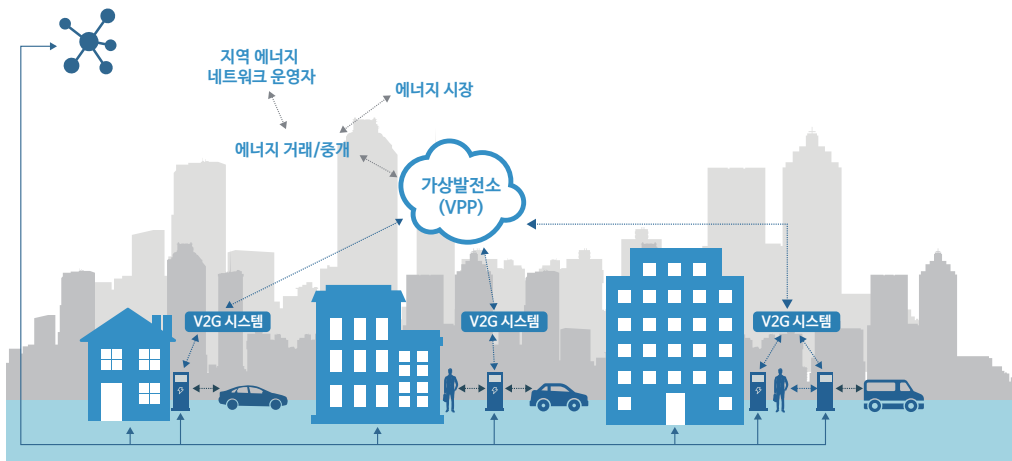 지역 에너지
네트워크 운영자
에너지 시장
에너지 거래/중개
가상발전소
(VPP)
V2G 시스템
V2G 시스템
V2G 시스템